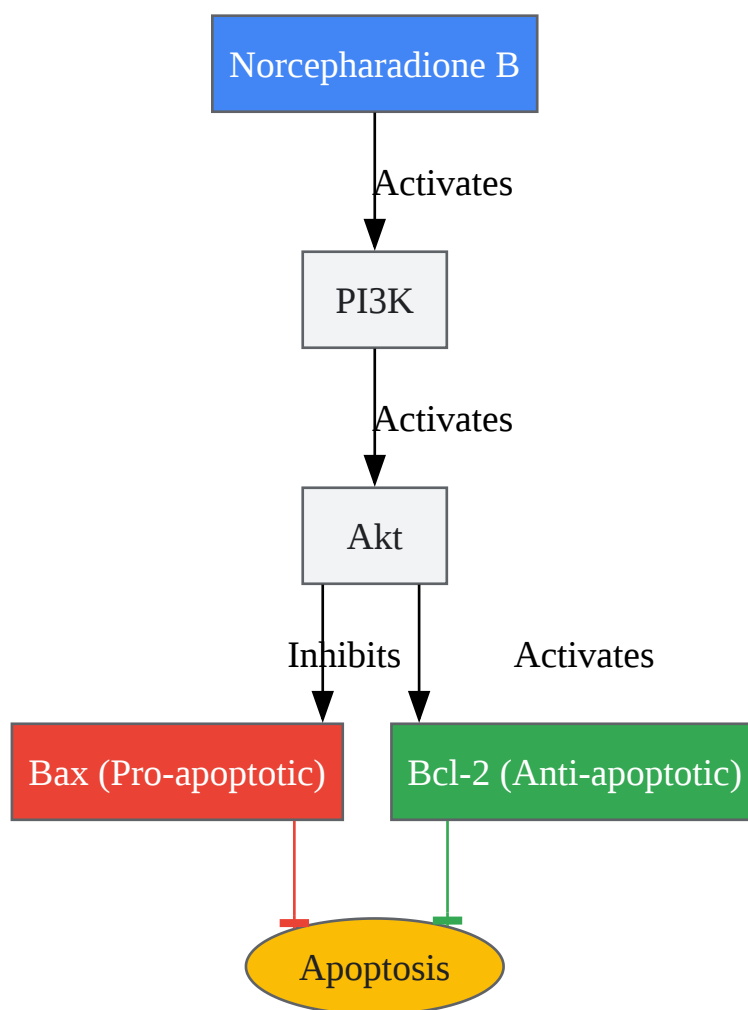 Norcepharadione B
Activates
PI3K
Activates
Akt
Inhibits
Activates
Bax (Pro-apoptotic)
Bcl-2 (Anti-apoptotic)
Apoptosis